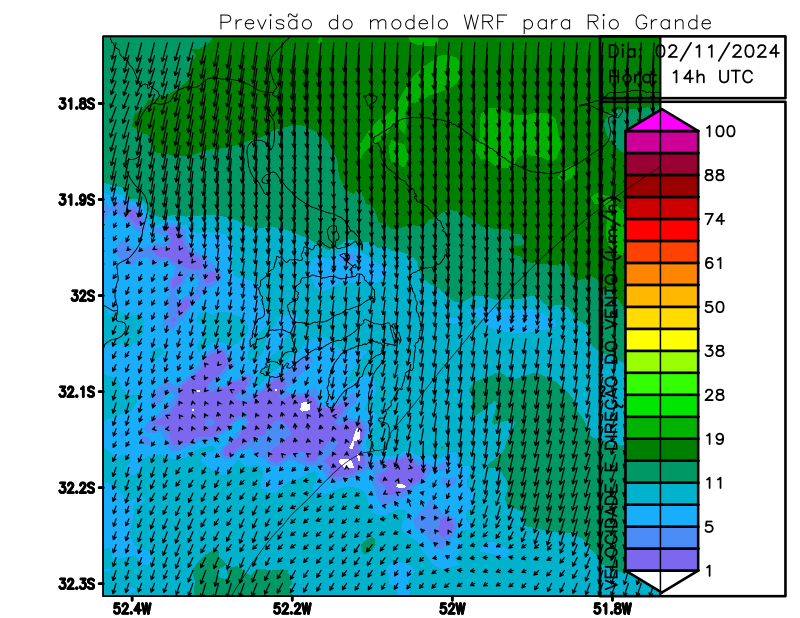 Previsão do modelo WRF para Rio Grande
Dia: 02/11/2024
Hora: 14h UTC
31.8S
31.9S
32S
32.1S
32.2S
32.3S
52.4W
52.2W
52W
51.8W
VELOCIDADE E DIREÇÃO DO VENTO (km/h)
100
88
74
61
50
38
28
19
11
5
1